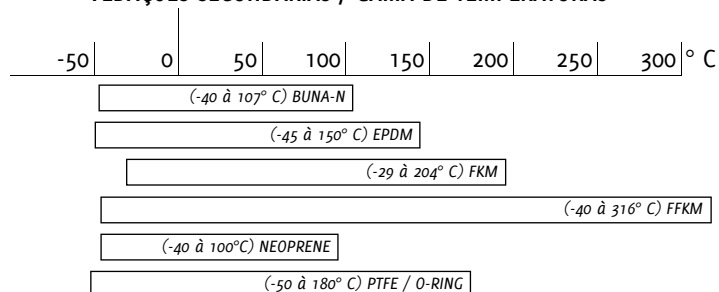 VEDAÇÕES SECUNDÁRIAS / GAMA DE TEMPERATURAS
-50 0 50 100 150 200 250 300 ° C
(-40 à 107° C) BUNA-N
(-45 à 150° C) EPDM
(-29 à 204° C) FKM
(-40 à 316° C) FFKM
(-40 à 100°C) NEOPRENE
(-50 à 180° C) PTFE / O-RING